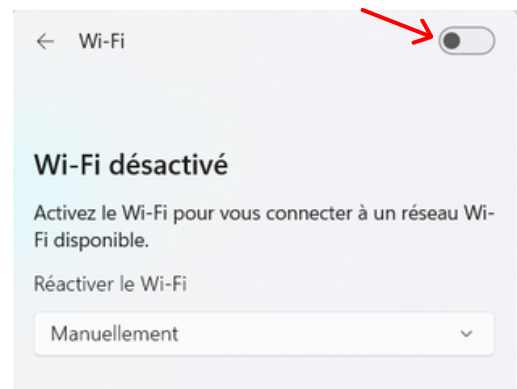 Wi-Fi
Wi-Fi désactivé
Activez le Wi-Fi pour vous connecter à un réseau Wi-
Fi disponible.
Réactiver le Wi-Fi
Manuellement